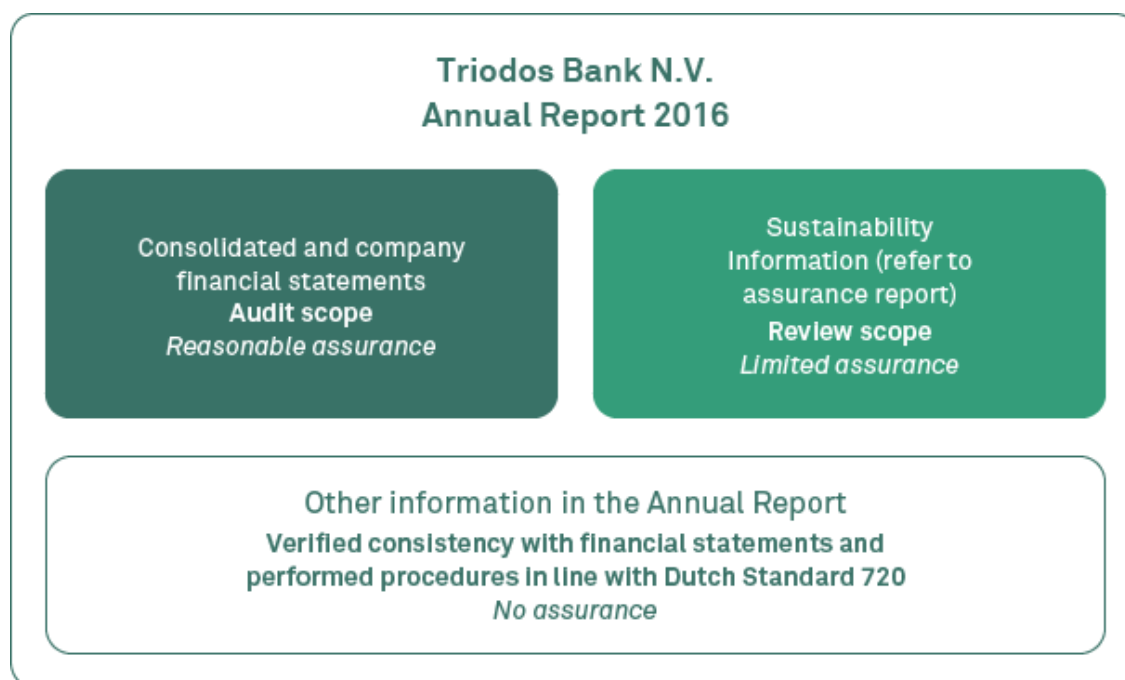 Triodos Bank N.V.
Annual Report 2016
Consolidated and company
financial statements
Audit scope
Reasonable assurance
Sustainability
Information (refer to
assurance report)
Review scope
Limited assurance
Other information in the Annual Report
Verified consistency with financial statements and
performed procedures in line with Dutch Standard 720
No assurance